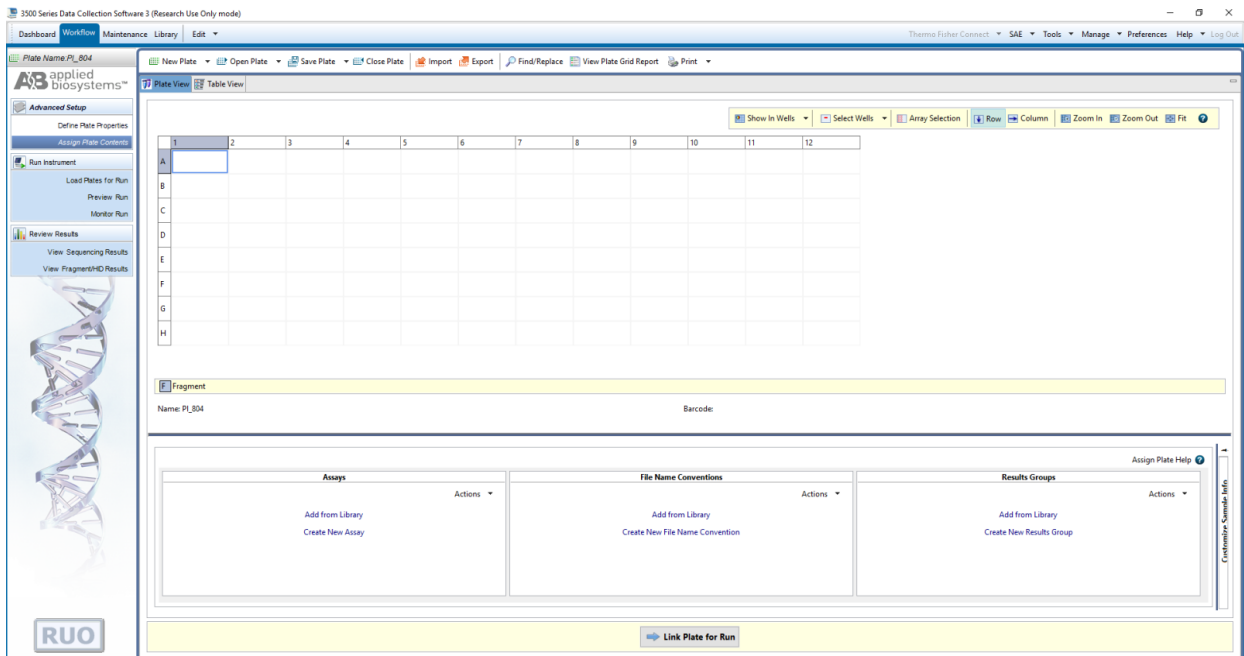 3500 Series Data Collection Software 3 (Research Use Only mode)
Dashboard Workflow Maintenance Library Edit Thermo Fisher Connect SAE Tools Manage Preferences Help Log Out
Plate Name:PI_804
New Plate Open Plate Save Plate Close Plate Import Export Find/Replace View Plate Grid Report Print
AB applied biosystems™
Plate View Table View
Advanced Setup
Define Plate Properties
Assign Plate Contents
Run Instrument
Load Plates for Run
Preview Run
Monitor Run
Review Results
View Sequencing Results
View Fragment/HID Results
RUO
Show In Wells Select Wells Array Selection Row Column Zoom In Zoom Out Fit ?
1 2 3 4 5 6 7 8 9 10 11 12
A
B
C
D
E
F
G
H
F Fragment
Name: PI_804 Barcode:
Assign Plate Help ?
Assays File Name Conventions Results Groups
Actions Actions Actions
Add from Library Add from Library Add from Library
Create New Assay Create New File Name Convention Create New Results Group
Customize Sample Info
Link Plate for Run